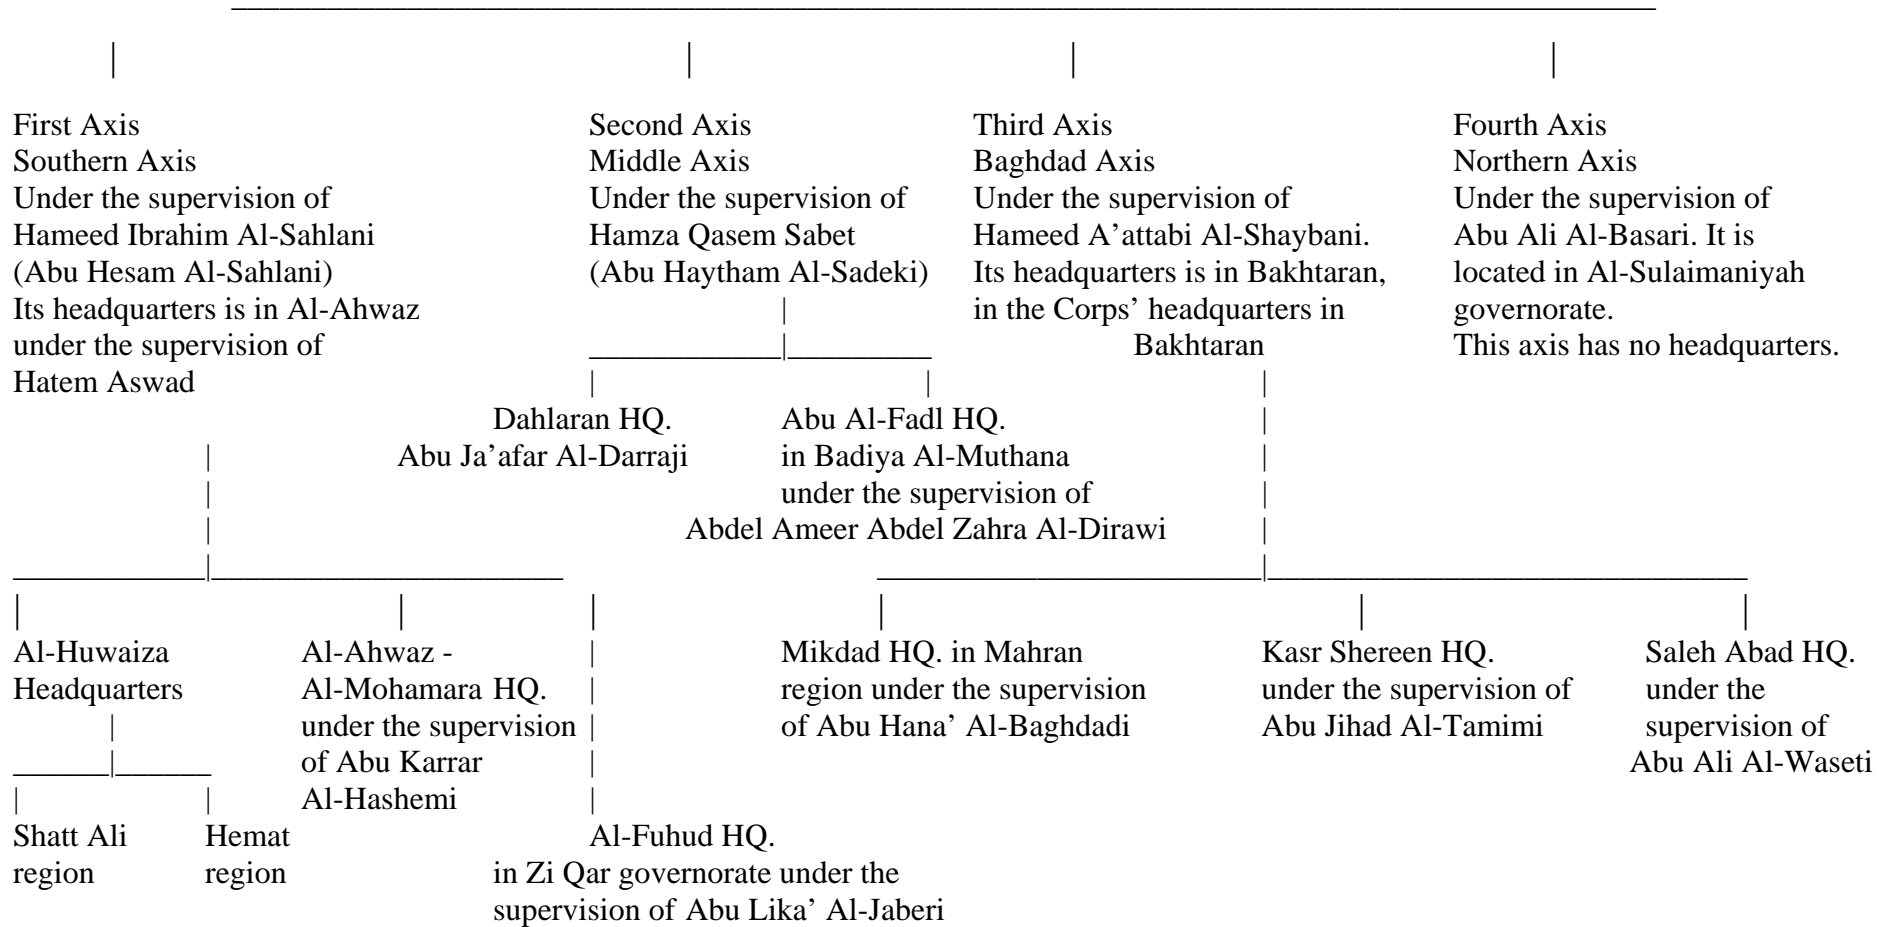 First Axis
Southern Axis
Under the supervision of
Hameed Ibrahim Al-Sahlani
(Abu Hesam Al-Sahlani)
Its headquarters is in Al-Ahwaz
under the supervision of
Hatem Aswad
Second Axis
Middle Axis
Under the supervision of
Hamza Qasem Sabet
(Abu Haytham Al-Sadeki)
Third Axis
Baghdad Axis
Under the supervision of
Hameed A’attabi Al-Shaybani.
Its headquarters is in Bakhtaran,
in the Corps’ headquarters in
Bakhtaran
Fourth Axis
Northern Axis
Under the supervision of
Abu Ali Al-Basari. It is
located in Al-Sulaimaniyah
governorate.
This axis has no headquarters.
Dahlaran HQ.
Abu Ja’afar Al-Darraji
Abu Al-Fadl HQ.
in Badiya Al-Muthana
under the supervision of
Abdel Ameer Abdel Zahra Al-Dirawi
Al-Huwaiza
Headquarters
Al-Ahwaz -
Al-Mohamara HQ.
under the supervision
of Abu Karrar
Al-Hashemi
Mikdad HQ. in Mahran
region under the supervision
of Abu Hana’ Al-Baghdadi
Kasr Shereen HQ.
under the supervision of
Abu Jihad Al-Tamimi
Saleh Abad HQ.
under the
supervision of
Abu Ali Al-Waseti
Shatt Ali
region
Hemat
region
Al-Fuhud HQ.
in Zi Qar governorate under the
supervision of Abu Lika’ Al-Jaberi